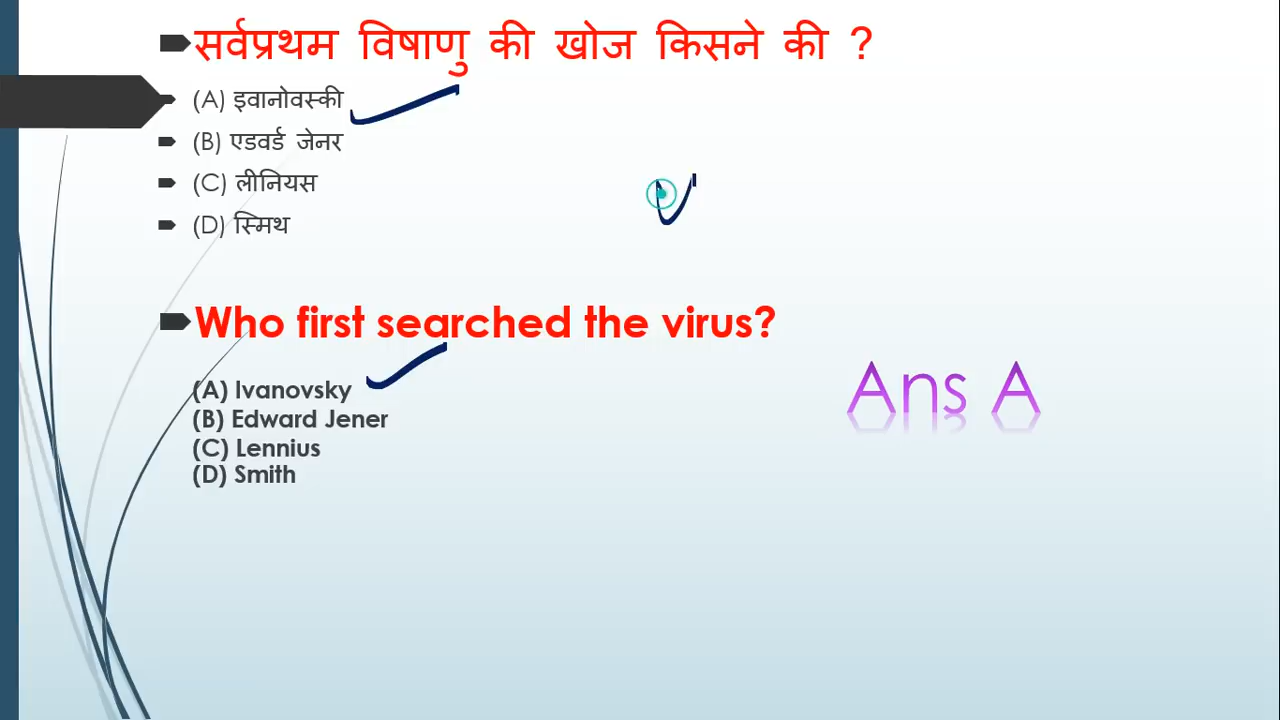 सर्वप्रथम विषाणु की खोज किसने की ?
(A) इवानोवस्की
(B) एडवर्ड जेनर
(C) लीनियस
(D) स्मिथ
Who first searched the virus?
(A) Ivanovsky
(B) Edward Jener
(C) Lennius
(D) Smith
Ans A